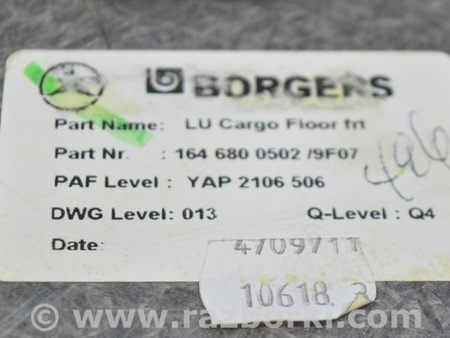 BORGERS
Part Name: LU Cargo Floor frt
Part Nr. : 164 680 0502 /9F07
496
PAF Level : YAP 2106 506
DWG Level: 013 Q-Level : Q4
Date:
4709711
10618
© www.razborki.com